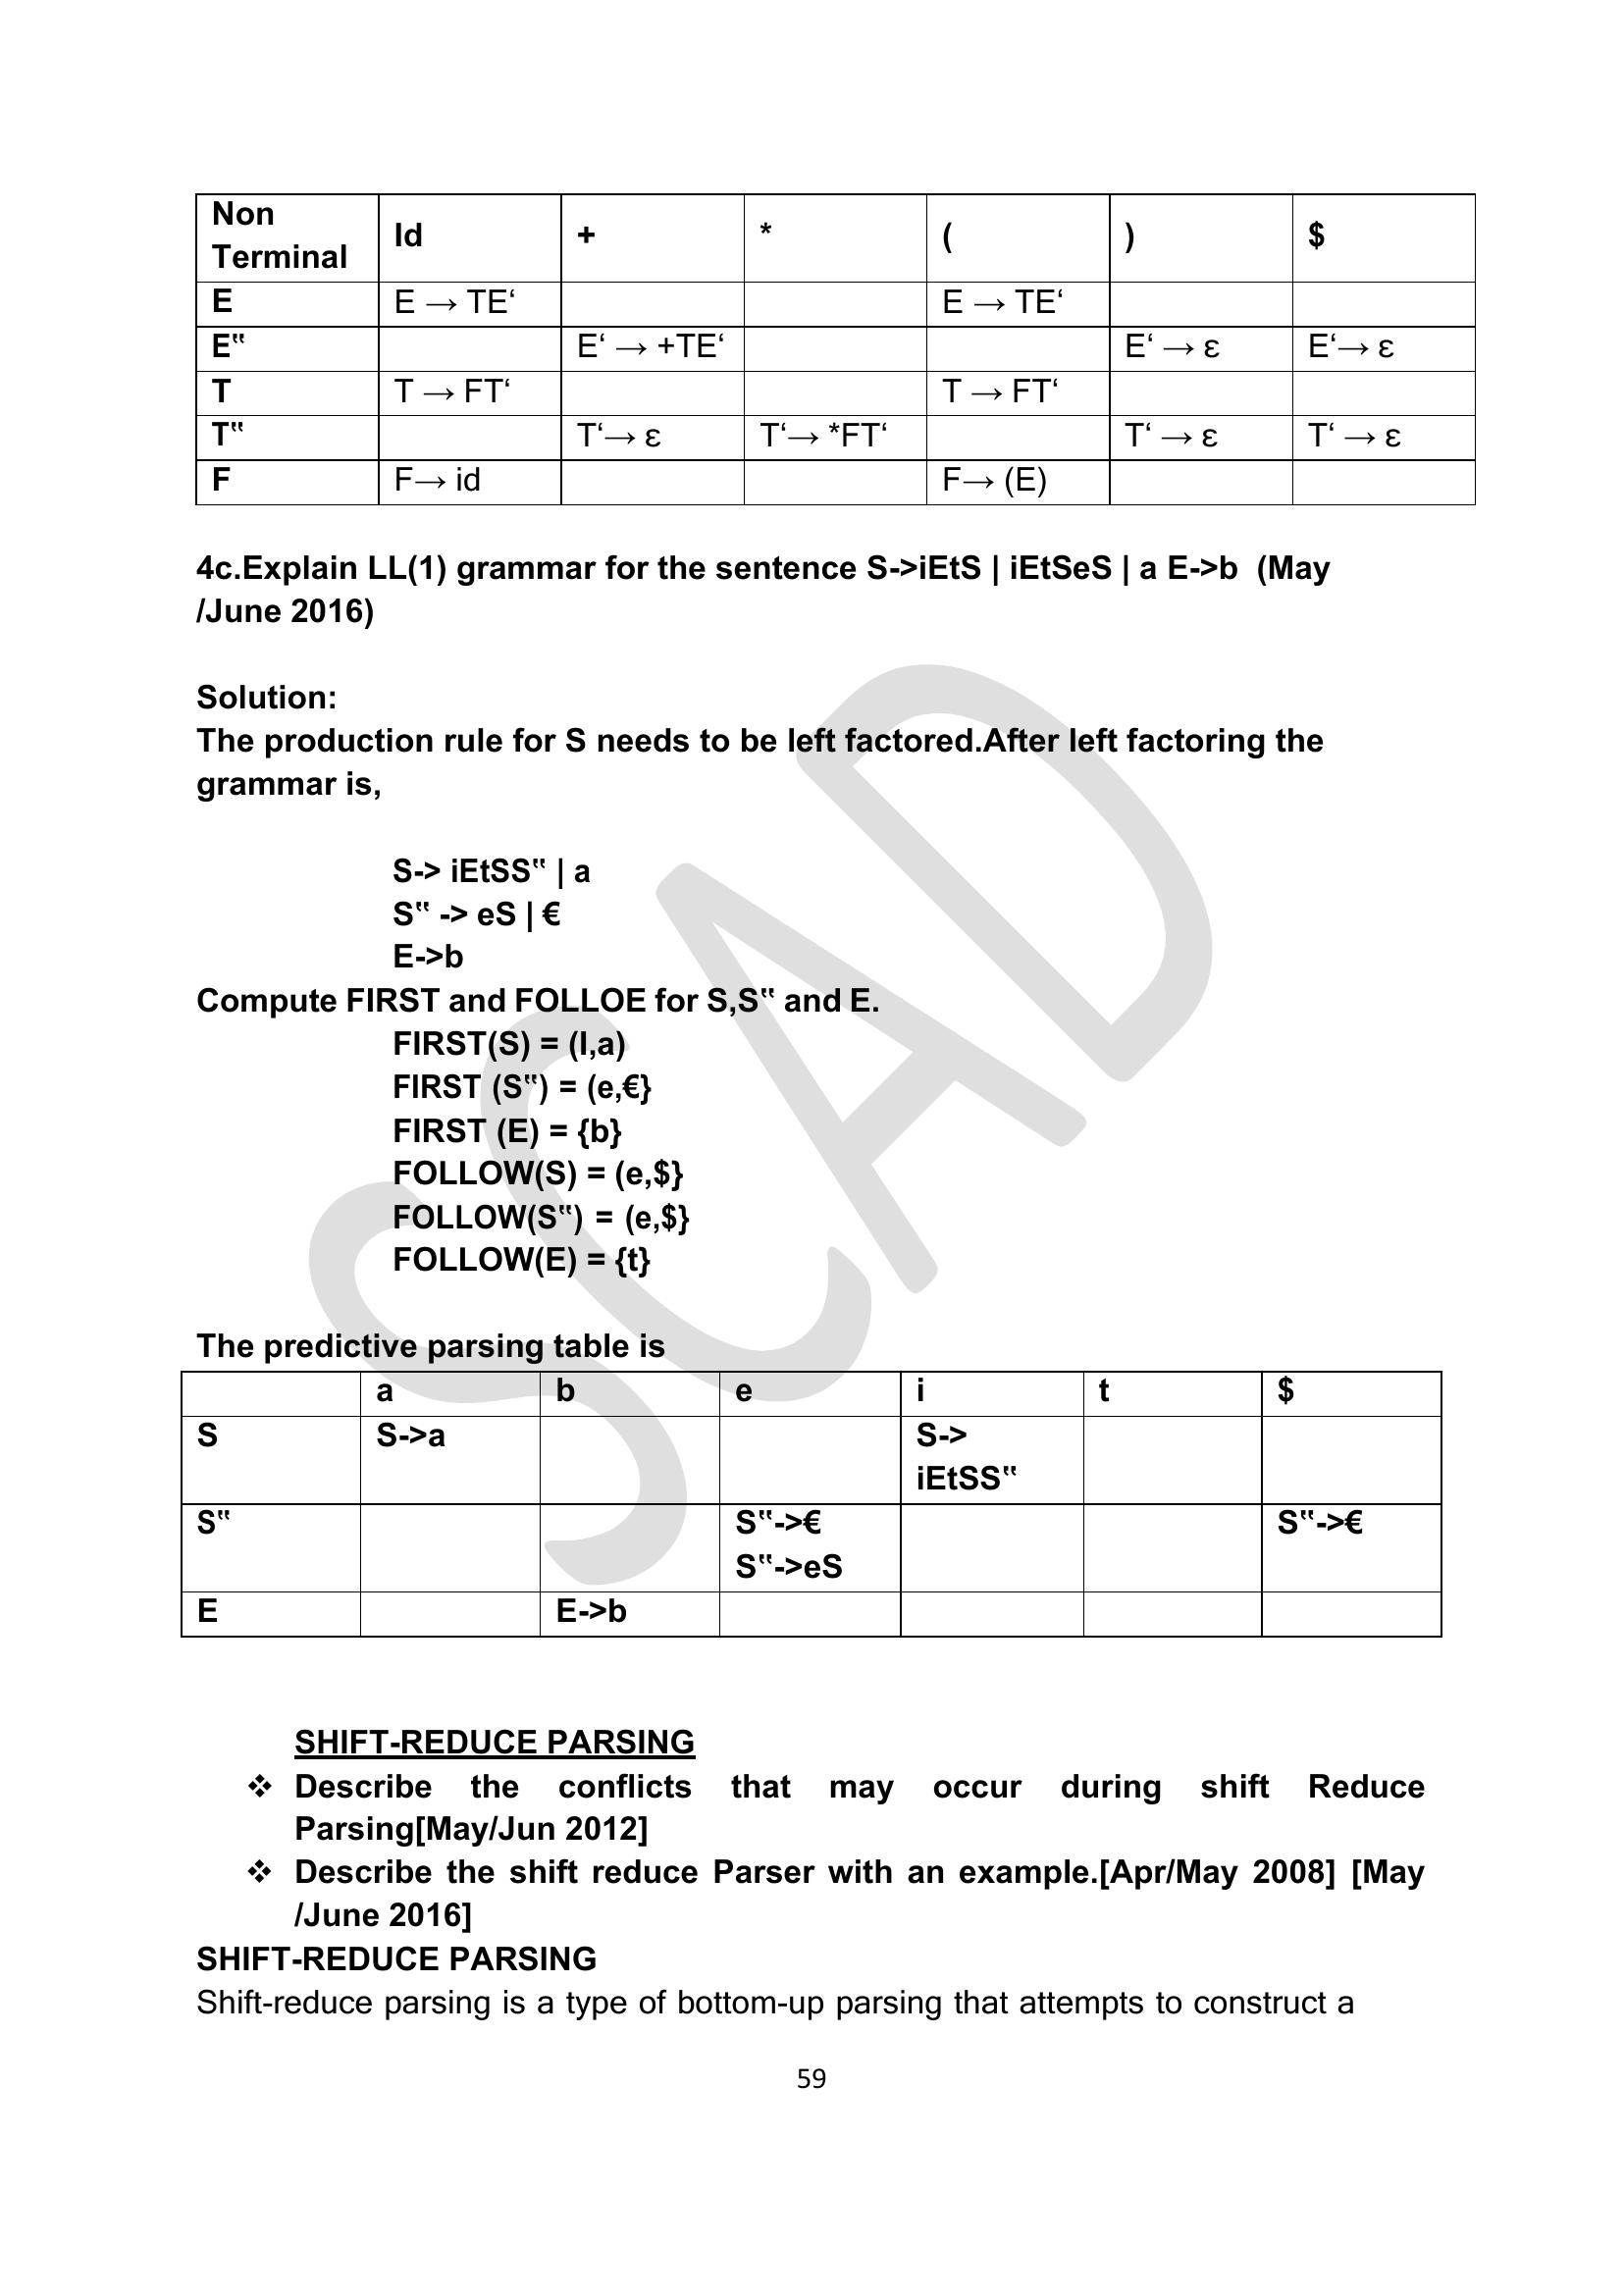 Non Terminal | Id | + | * | ( | ) | $
E | E → TE‘ | | | E → TE‘ | |
E‟ | | E‘ → +TE‘ | | | E‘ → ε | E‘→ ε
T | T → FT‘ | | | T → FT‘ | |
T‟ | | T‘→ ε | T‘→ *FT‘ | | T‘ → ε | T‘ → ε
F | F→ id | | | F→ (E) | |
4c.Explain LL(1) grammar for the sentence S->iEtS | iEtSeS | a E->b (May
/June 2016)
Solution:
The production rule for S needs to be left factored.After left factoring the
grammar is,
S-> iEtSS‟ | a
S‟ -> eS | €
E->b
Compute FIRST and FOLLOE for S,S‟ and E.
FIRST(S) = (I,a)
FIRST (S‟) = (e,€}
FIRST (E) = {b}
FOLLOW(S) = (e,$}
FOLLOW(S‟) = (e,$}
FOLLOW(E) = {t}
The predictive parsing table is
| a | b | e | i | t | $
S | S->a | | | S-> iEtSS‟ | |
S‟ | | | S‟->€ S‟->eS | | | S‟->€
E | | E->b | | | |
SHIFT-REDUCE PARSING
❖ Describe the conflicts that may occur during shift Reduce
Parsing[May/Jun 2012]
❖ Describe the shift reduce Parser with an example.[Apr/May 2008] [May
/June 2016]
SHIFT-REDUCE PARSING
Shift-reduce parsing is a type of bottom-up parsing that attempts to construct a
59
SCAD